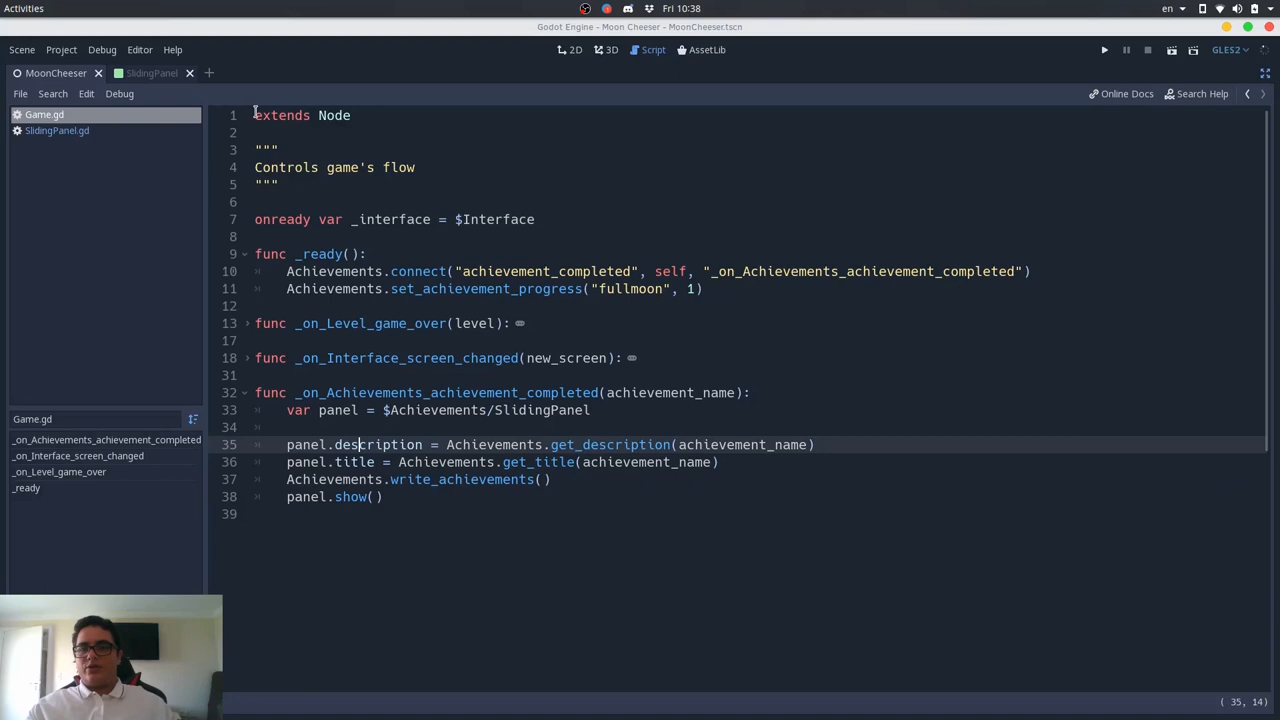 Activities
Fri 10:38
en
Godot Engine - Moon Cheeser - MoonCheeser.tscn
Scene Project Debug Editor Help
2D 3D Script AssetLib
GLES2
MoonCheeser SlidingPanel
File Search Edit Debug
Online Docs Search Help
Game.gd
SlidingPanel.gd
Game.gd
_on_Achievements_achievement_completed
_on_Interface_screen_changed
_on_Level_game_over
_ready
1 extends Node
2
3 """
4 Controls game's flow
5 """
6
7 onready var _interface = $Interface
8
9 func _ready():
10 Achievements.connect("achievement_completed", self, "_on_Achievements_achievement_completed")
11 Achievements.set_achievement_progress("fullmoon", 1)
12
13 func _on_Level_game_over(level):
17
18 func _on_Interface_screen_changed(new_screen):
31
32 func _on_Achievements_achievement_completed(achievement_name):
33 var panel = $Achievements/SlidingPanel
34
35 panel.description = Achievements.get_description(achievement_name)
36 panel.title = Achievements.get_title(achievement_name)
37 Achievements.write_achievements()
38 panel.show()
39
( 35, 14)